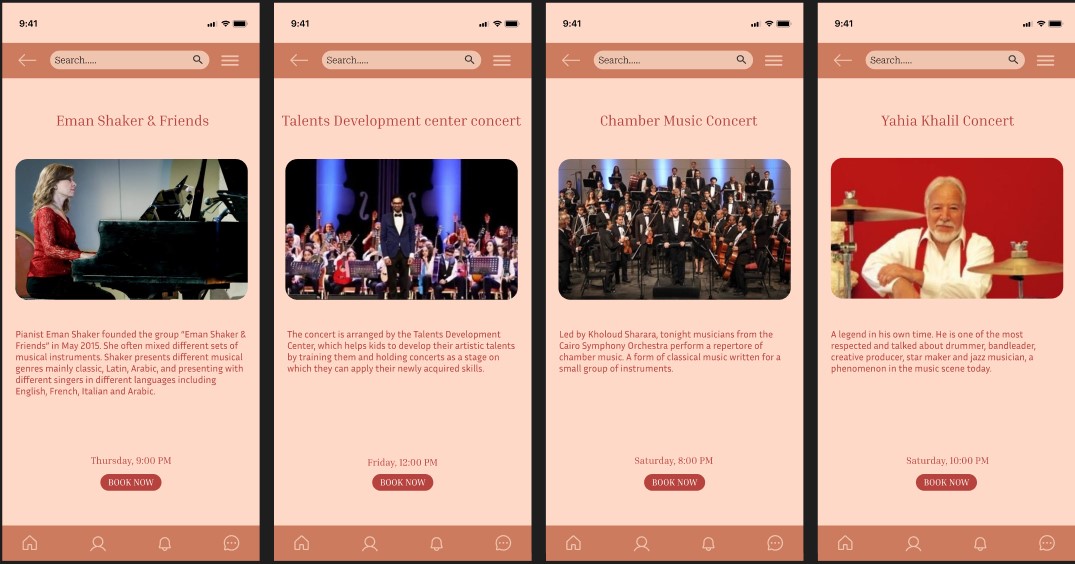 9:41
Search.....
Eman Shaker & Friends
Pianist Eman Shaker founded the group "Eman Shaker &
Friends" in May 2015. She often mixed different sets of
musical instruments. Shaker presents different musical
genres mainly classic, Latin, Arabic, and presenting with
different singers in different languages including
English, French, Italian and Arabic.
Thursday, 9:00 PM
BOOK NOW
9:41
Search.....
Talents Development center concert
The concert is arranged by the Talents Development
Center, which helps kids to develop their artistic talents
by training them and holding concerts as a stage on
which they can apply their newly acquired skills.
Friday, 12:00 PM
BOOK NOW
9:41
Search.....
Chamber Music Concert
Led by Kholoud Sharara, tonight musicians from the
Cairo Symphony Orchestra perform a repertoire of
chamber music. A form of classical music written for a
small group of instruments.
Saturday, 8:00 PM
BOOK NOW
9:41
Search.....
Yahia Khalil Concert
A legend in his own time. He is one of the most
respected and talked about drummer, bandleader,
creative producer, star maker and jazz musician, a
phenomenon in the music scene today.
Saturday, 10:00 PM
BOOK NOW